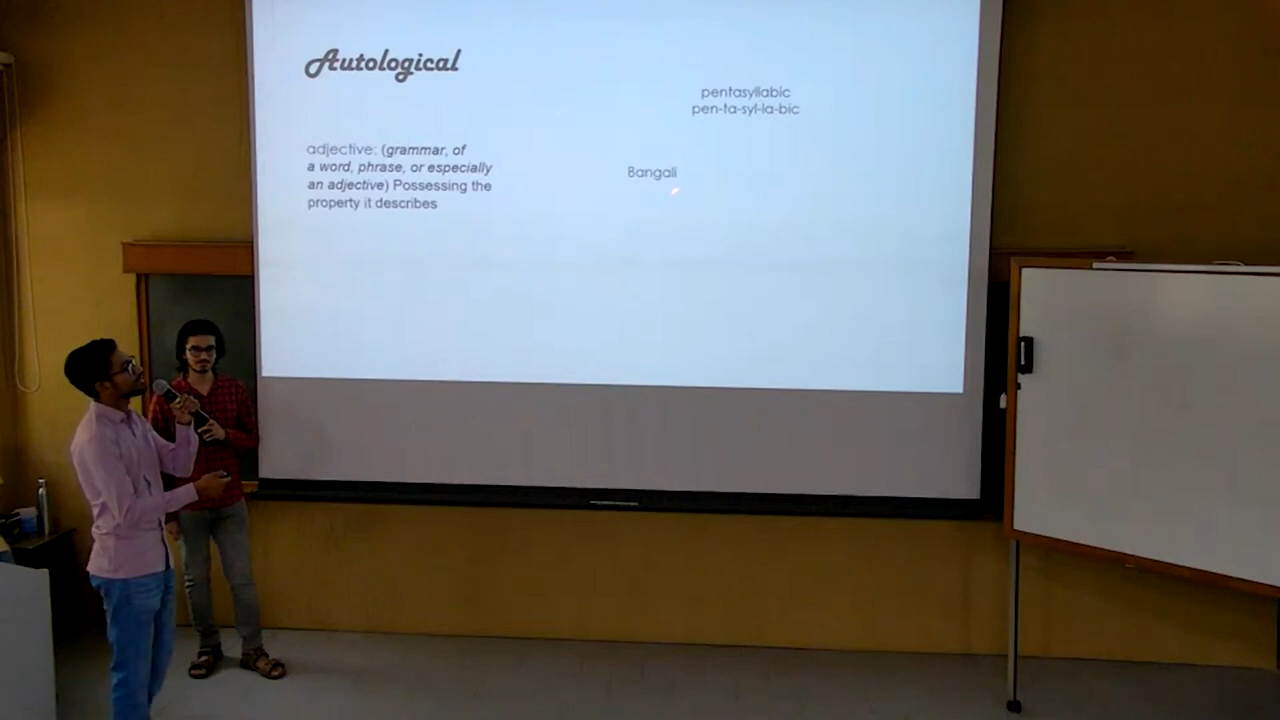 Autological
adjective: (grammar, of
a word, phrase, or especially
an adjective) Possessing the
property it describes
pentasyllabic
pen-ta-syl-la-bic
Bangali